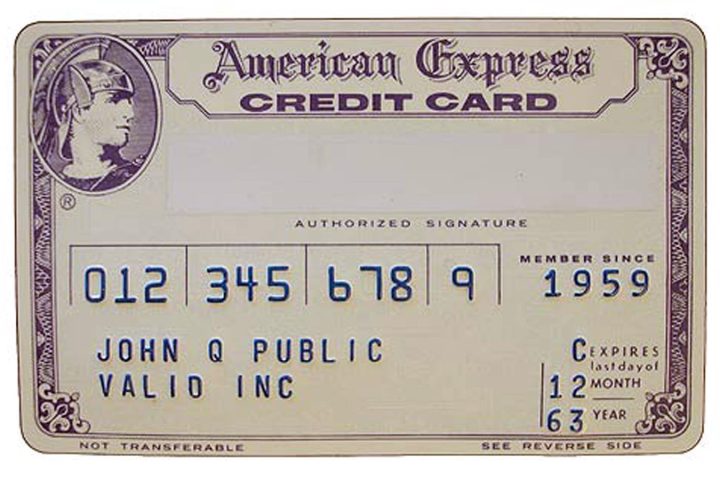 American Express
CREDIT CARD
®
AUTHORIZED SIGNATURE
012 345 678 9
MEMBER SINCE
1959
JOHN Q PUBLIC
VALID INC
C EXPIRES
last day of
12 MONTH
63 YEAR
NOT TRANSFERABLE
SEE REVERSE SIDE